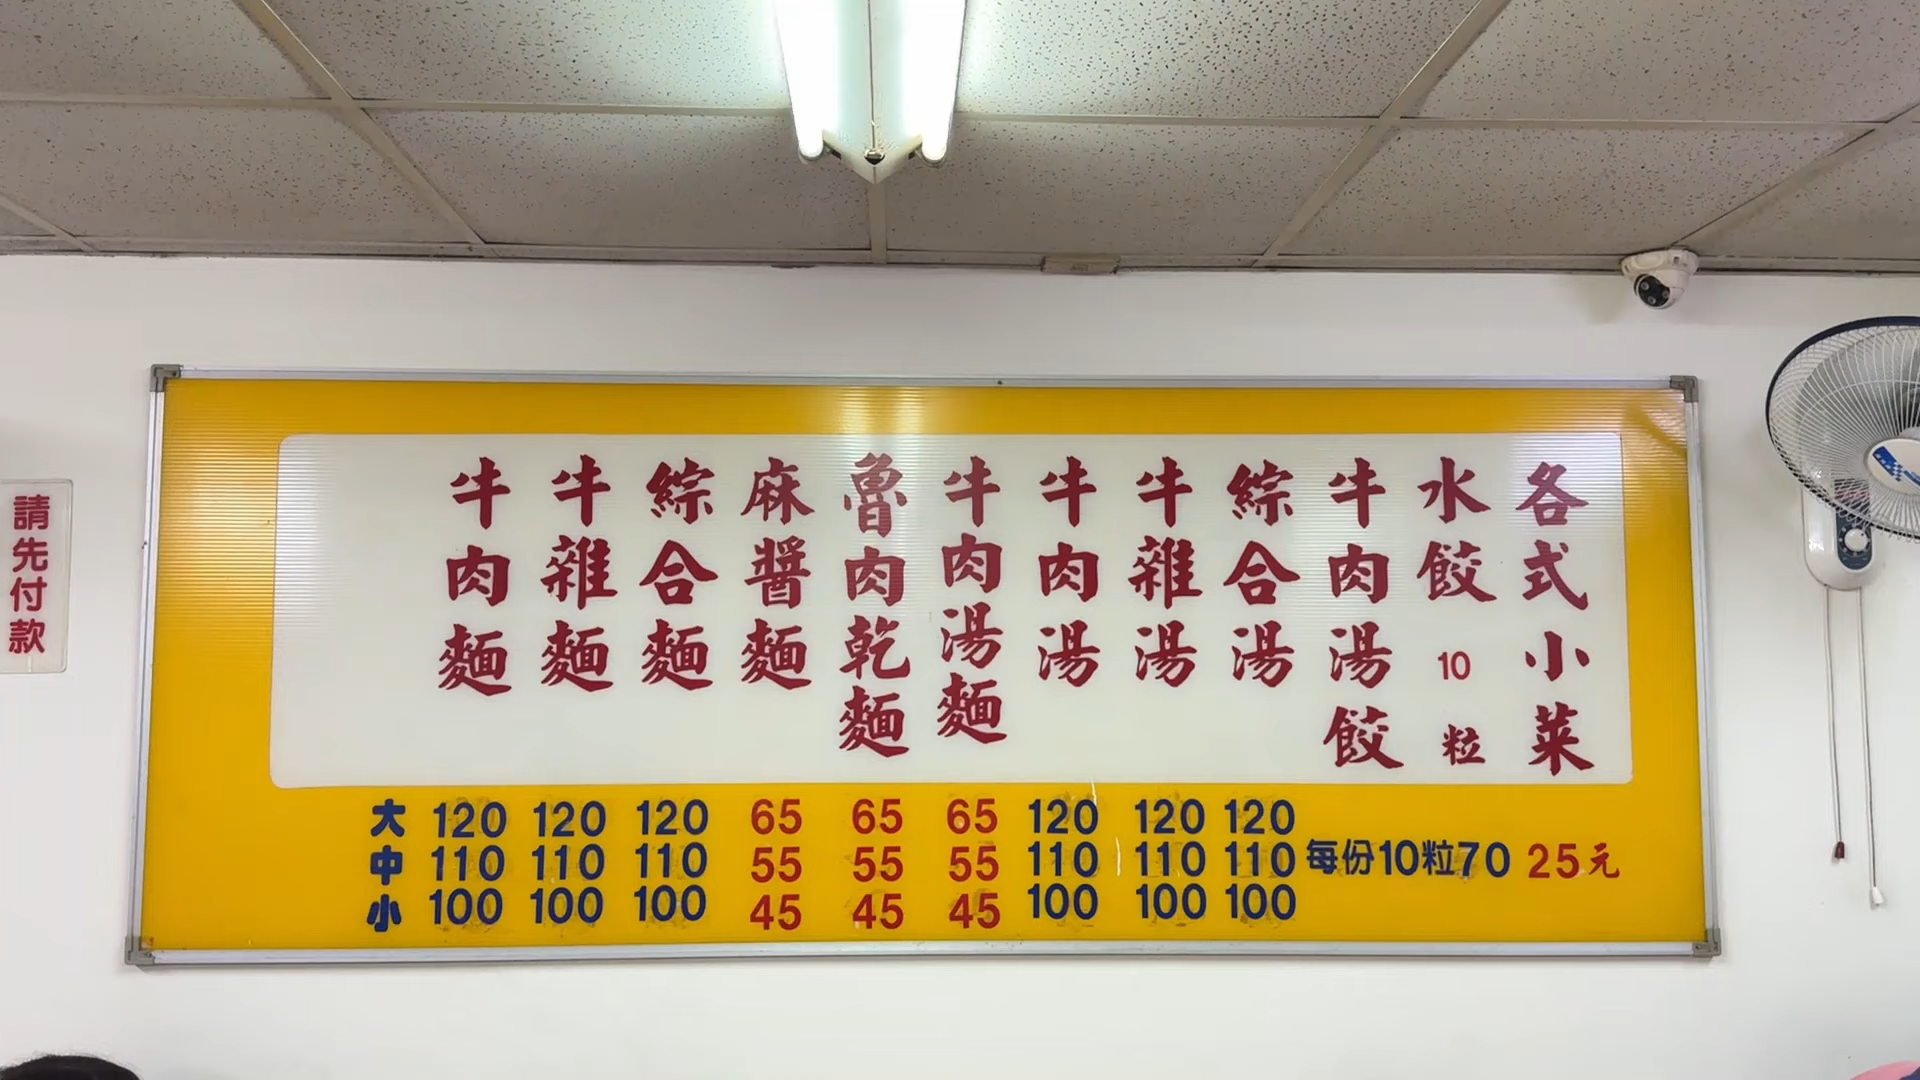 請先付款
牛肉麵
牛雜麵
綜合麵
麻醬麵
魯肉乾麵
牛肉湯麵
牛肉湯
牛雜湯
綜合湯
牛肉湯餃
水餃 10 粒
各式小菜
大 120 120 120 65 65 65 120 120 120
中 110 110 110 55 55 55 110 110 110 每份10粒70 25元
小 100 100 100 45 45 45 100 100 100